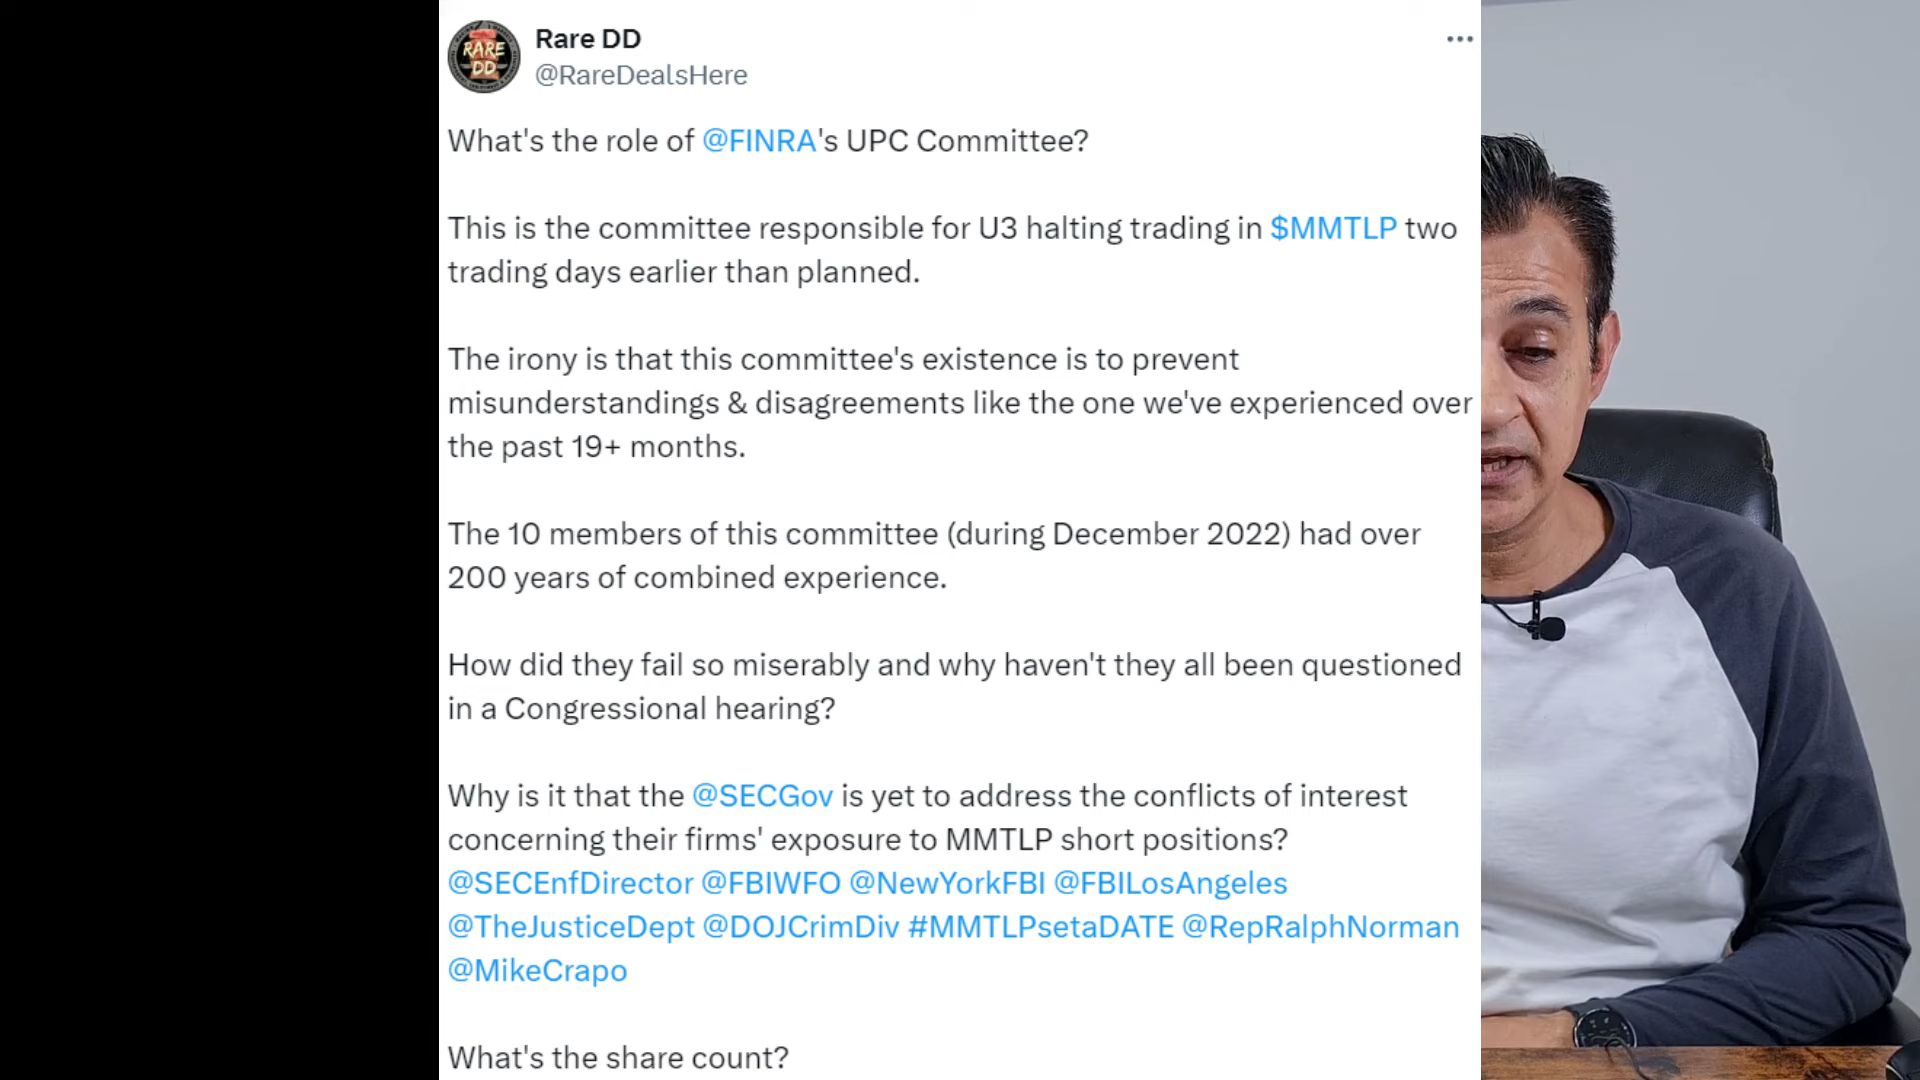 RARE
DD
Rare DD
@RareDealsHere
What's the role of @FINRA's UPC Committee?
This is the committee responsible for U3 halting trading in $MMTLP two
trading days earlier than planned.
The irony is that this committee's existence is to prevent
misunderstandings & disagreements like the one we've experienced over
the past 19+ months.
The 10 members of this committee (during December 2022) had over
200 years of combined experience.
How did they fail so miserably and why haven't they all been questioned
in a Congressional hearing?
Why is it that the @SECGov is yet to address the conflicts of interest
concerning their firms' exposure to MMTLP short positions?
@SECEnfDirector @FBIWFO @NewYorkFBI @FBILosAngeles
@TheJusticeDept @DOJCrimDiv #MMTLPsetaDATE @RepRalphNorman
@MikeCrapo
What's the share count?